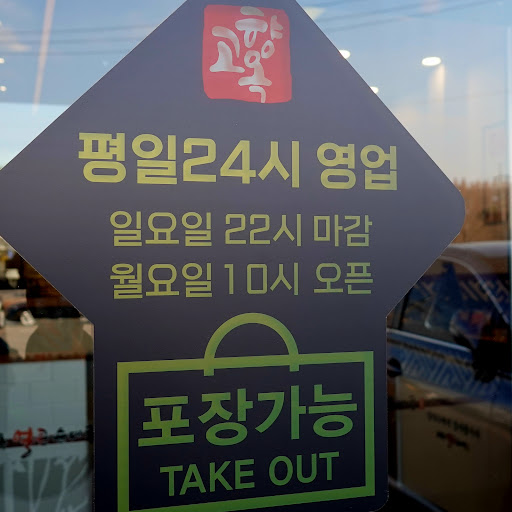 고향옥
평일24시 영업
일요일 22시 마감
월요일 10시 오픈
포장가능
TAKE OUT